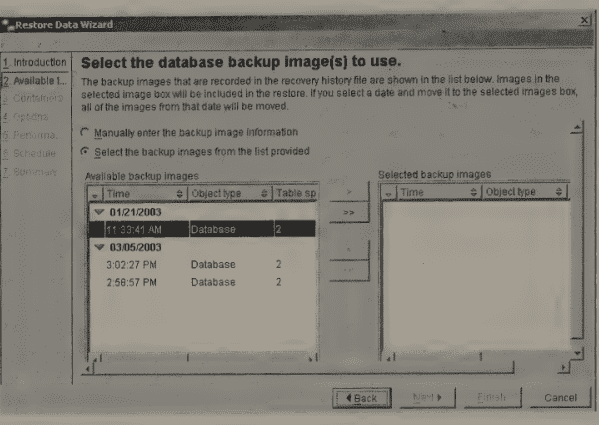 Restore Data Wizard
1. Introduction
2. Available I...
3. Containers
4. Options
6. Schedule
Select the database backup image(s) to use.
The backup images that are recorded in the recovery history file are shown in the list below. Images in the
selected image box will be included in the restore. If you select a date and move it to the selected images box,
all of the images from that date will be moved.
Manually enter the backup image information
Select the backup images from the list provided
Available backup images
Time Object type Table sp
01/21/2003
11:33:41 AM Database 2
03/05/2003
3:02:27 PM Database 2
2:56:57 PM Database 2
>
>>
Selected backup images
Time Object type
Back Next Finish Cancel